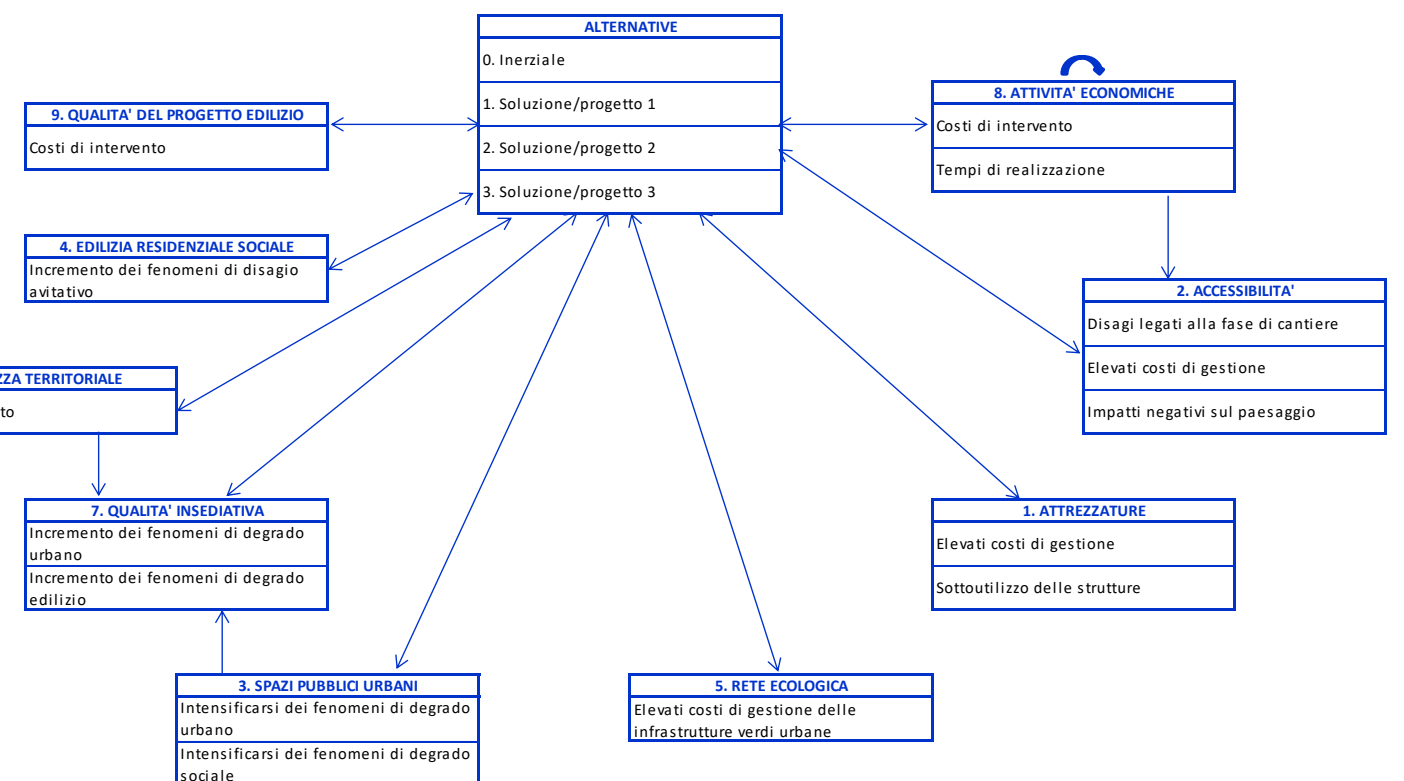 ALTERNATIVE
0. Inerziale
1. Soluzione/progetto 1
2. Soluzione/progetto 2
3. Soluzione/progetto 3
8. ATTIVITA' ECONOMICHE
Costi di intervento
Tempi di realizzazione
9. QUALITA' DEL PROGETTO EDILIZIO
Costi di intervento
4. EDILIZIA RESIDENZIALE SOCIALE
Incremento dei fenomeni di disagio
avitativo
2. ACCESSIBILITA'
Disagi legati alla fase di cantiere
Elevati costi di gestione
Impatti negativi sul paesaggio
ZZA TERRITORIALE
to
7. QUALITA' INSEDIATIVA
Incremento dei fenomeni di degrado
urbano
Incremento dei fenomeni di degrado
edilizio
1. ATTREZZATURE
Elevati costi di gestione
Sottoutilizzo delle strutture
3. SPAZI PUBBLICI URBANI
Intensificarsi dei fenomeni di degrado
urbano
Intensificarsi dei fenomeni di degrado
sociale
5. RETE ECOLOGICA
Elevati costi di gestione delle
infrastrutture verdi urbane